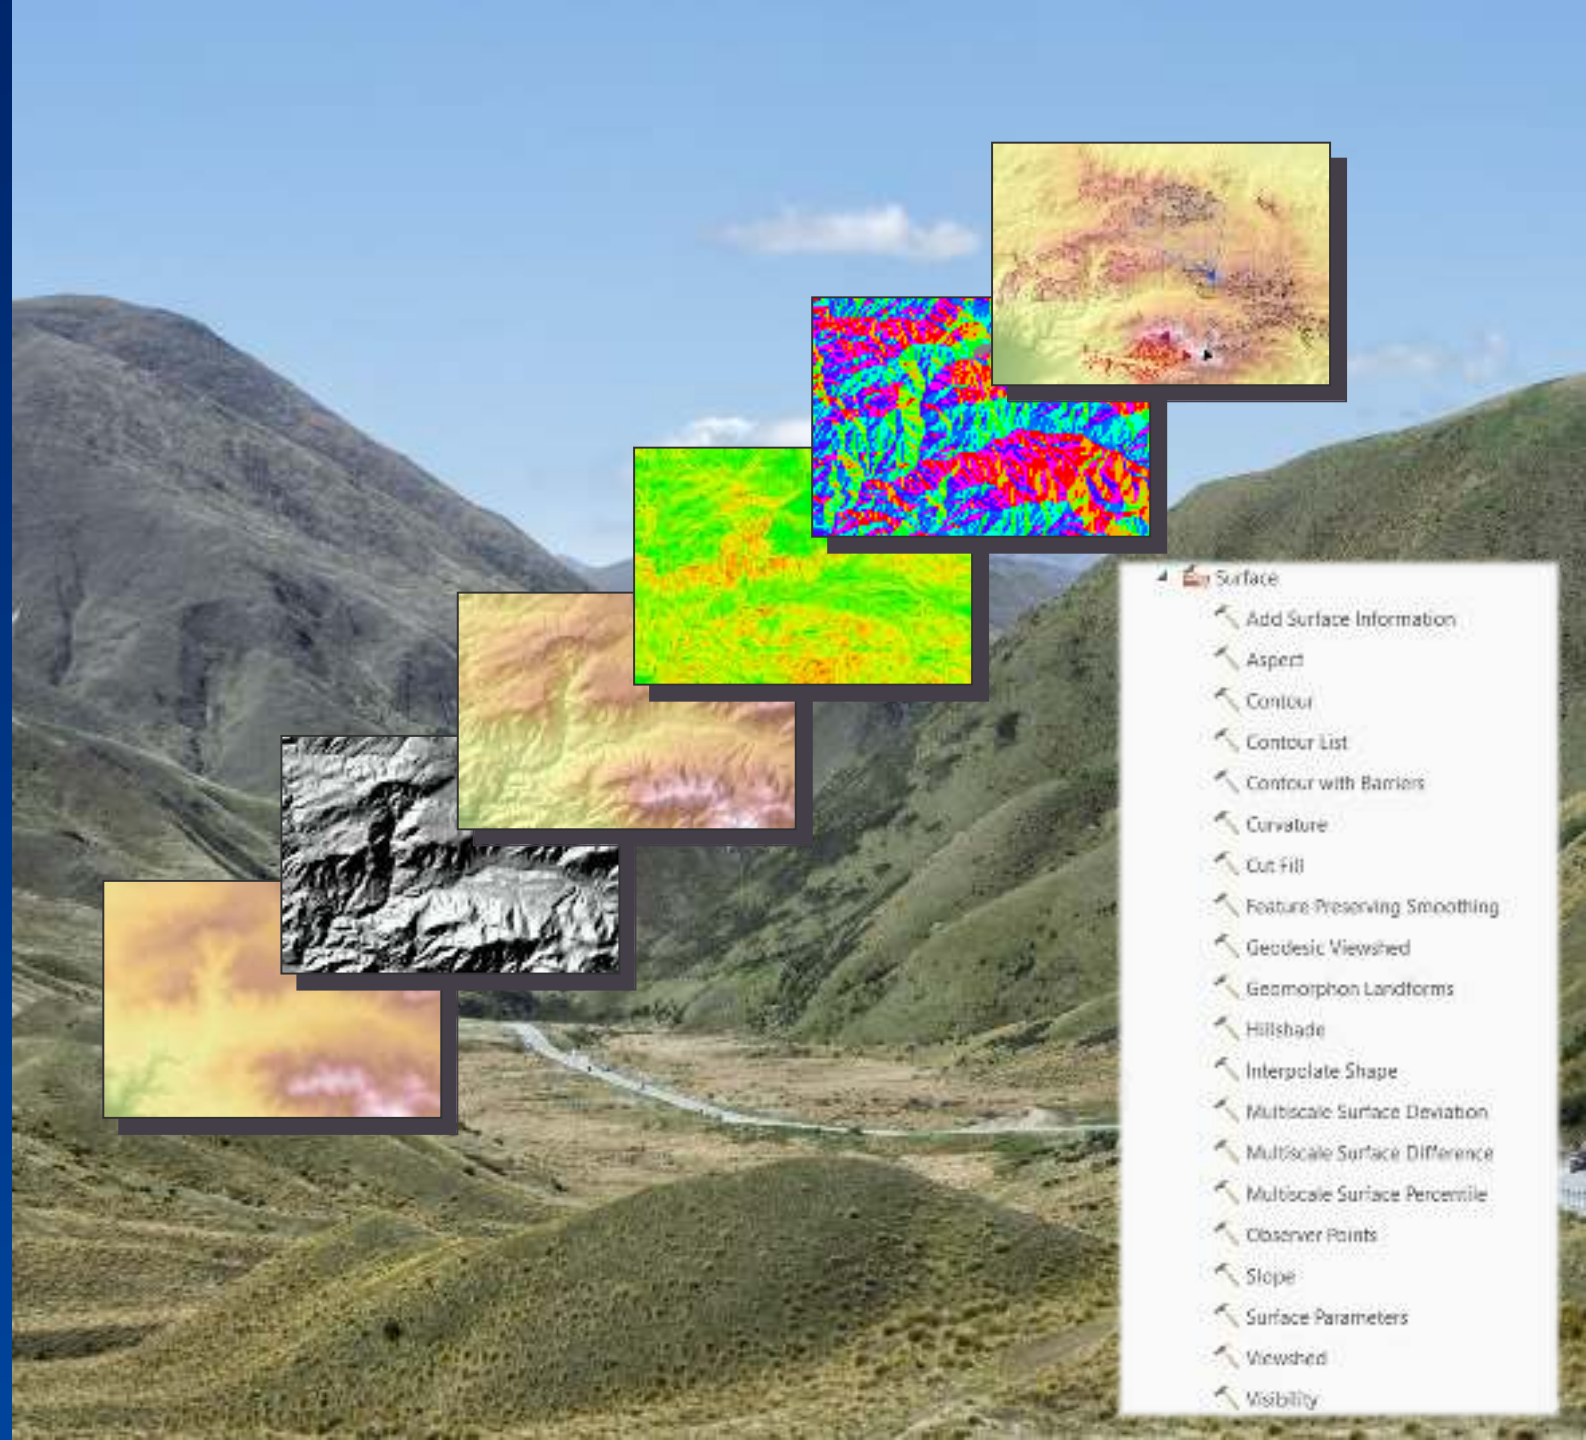 Surface
Add Surface Information
Aspect
Contour
Contour List
Contour with Barriers
Curvature
Cut Fill
Feature Preserving Smoothing
Geodesic Viewshed
Geomorphon Landforms
Hillshade
Interpolate Shape
Multiscale Surface Deviation
Multiscale Surface Difference
Multiscale Surface Percentile
Observer Points
Slope
Surface Parameters
Viewshed
Visibility